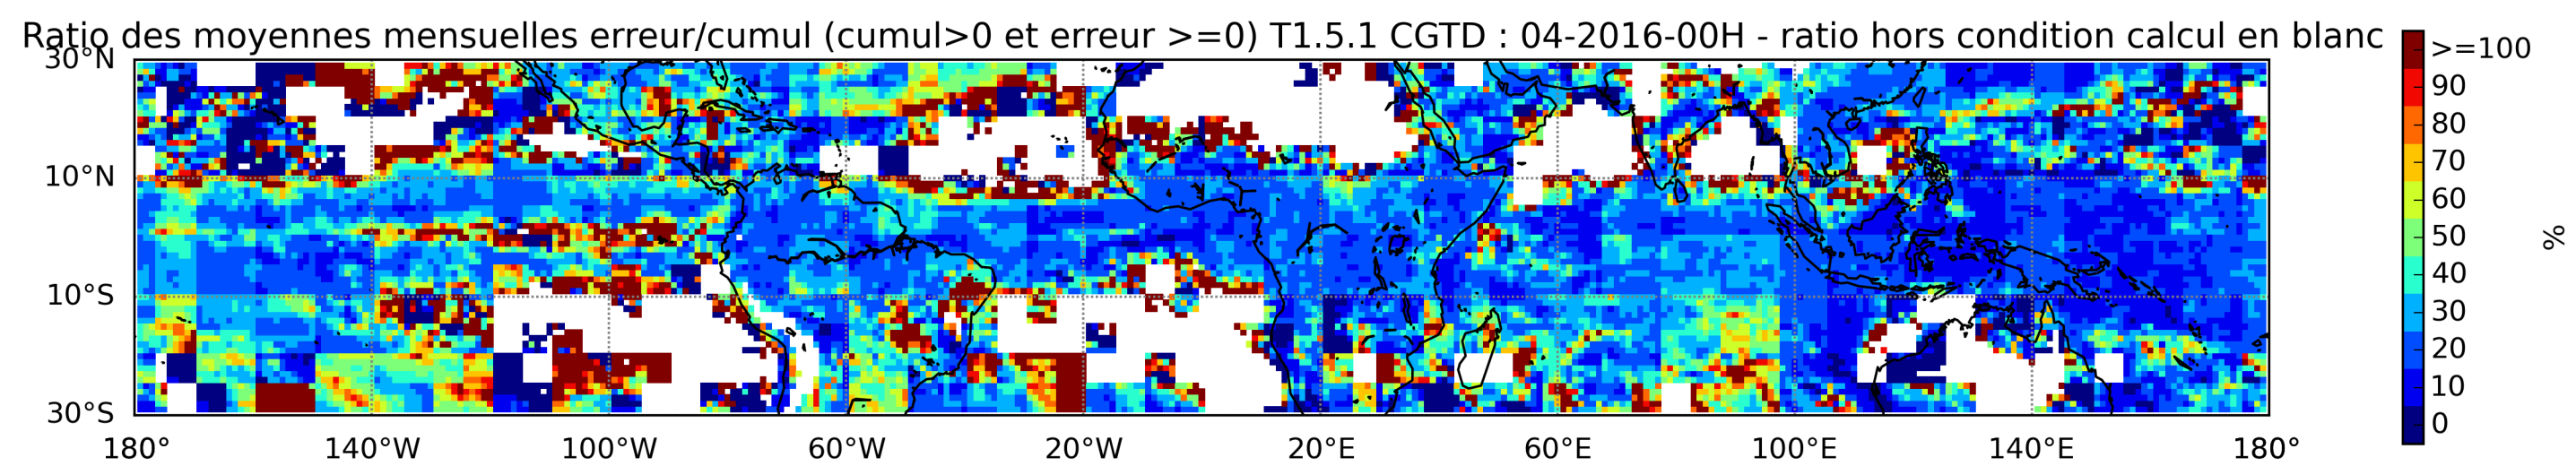 Ratio des moyennes mensuelles erreur/cumul (cumul>0 et erreur >=0) T1.5.1 CGTD : 04-2016-00H - ratio hors condition calcul en blanc
30°N
10°N
10°S
30°S
180° 140°W 100°W 60°W 20°W 20°E 60°E 100°E 140°E 180°
>=100
90
80
70
60
50
40
30
20
10
0
%